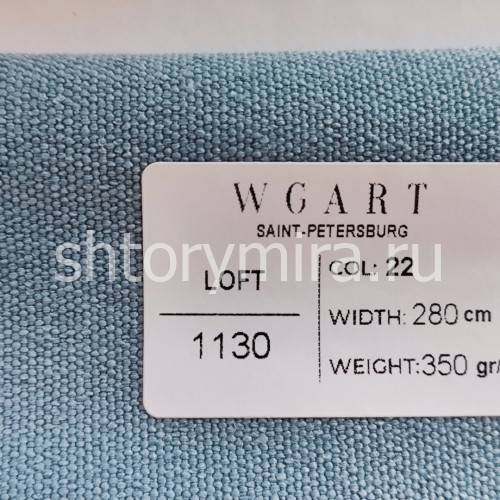 WGART
SAINT-PETERSBURG
shtorymira.ru
LOFT
1130
COL: 22
WIDTH: 280 cm
WEIGHT:350 gr/